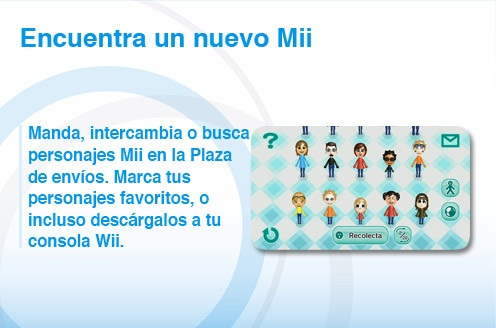 Encuentra un nuevo Mii
Manda, intercambia o busca
personajes Mii en la Plaza
de envíos. Marca tus
personajes favoritos, o
incluso descárgalos a tu
consola Wii.
?
Recolecta